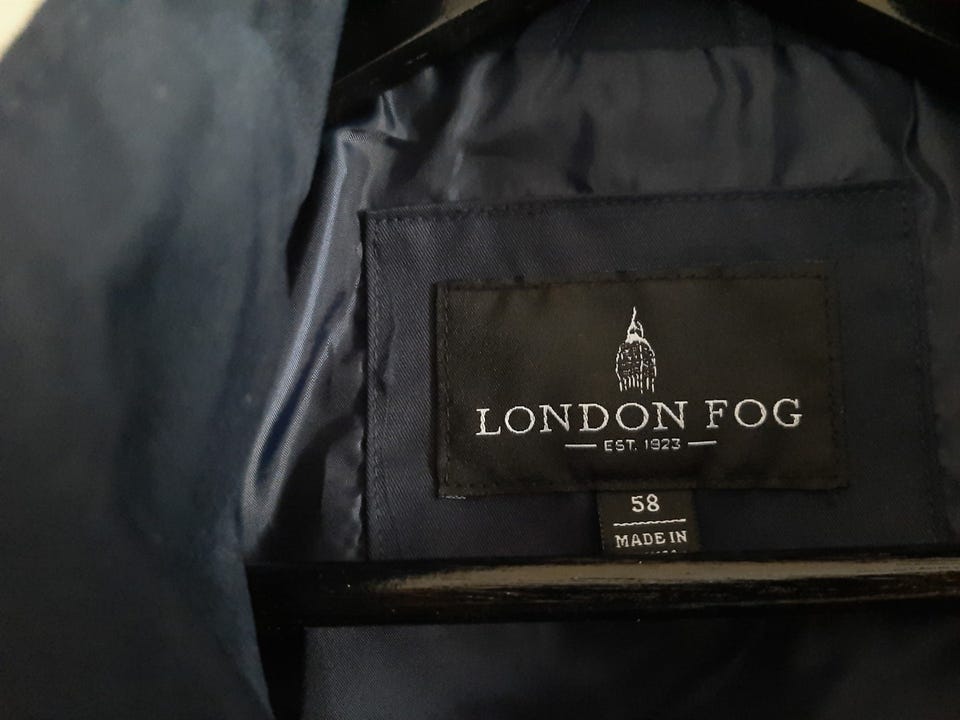 LONDON FOG
EST. 1923
58
MADE IN